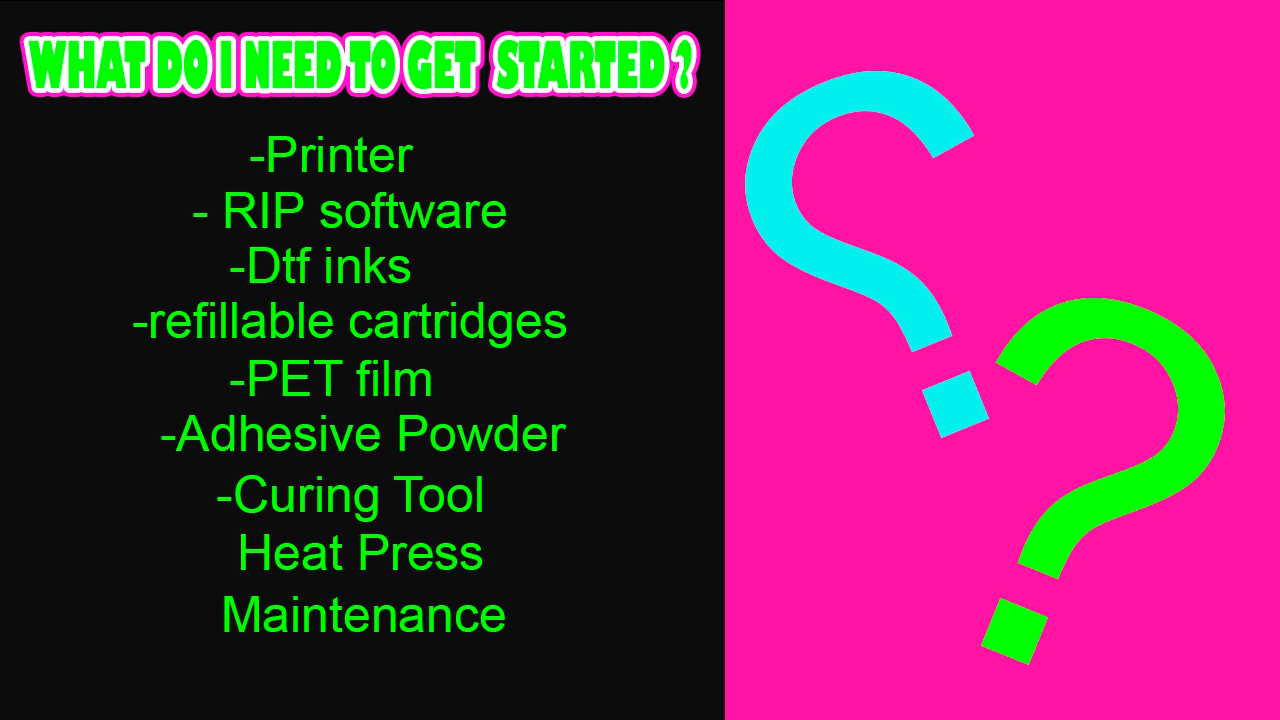 WHAT DO I NEED TO GET STARTED ?
-Printer
- RIP software
-Dtf inks
-refillable cartridges
-PET film
-Adhesive Powder
-Curing Tool
Heat Press
Maintenance
? ?